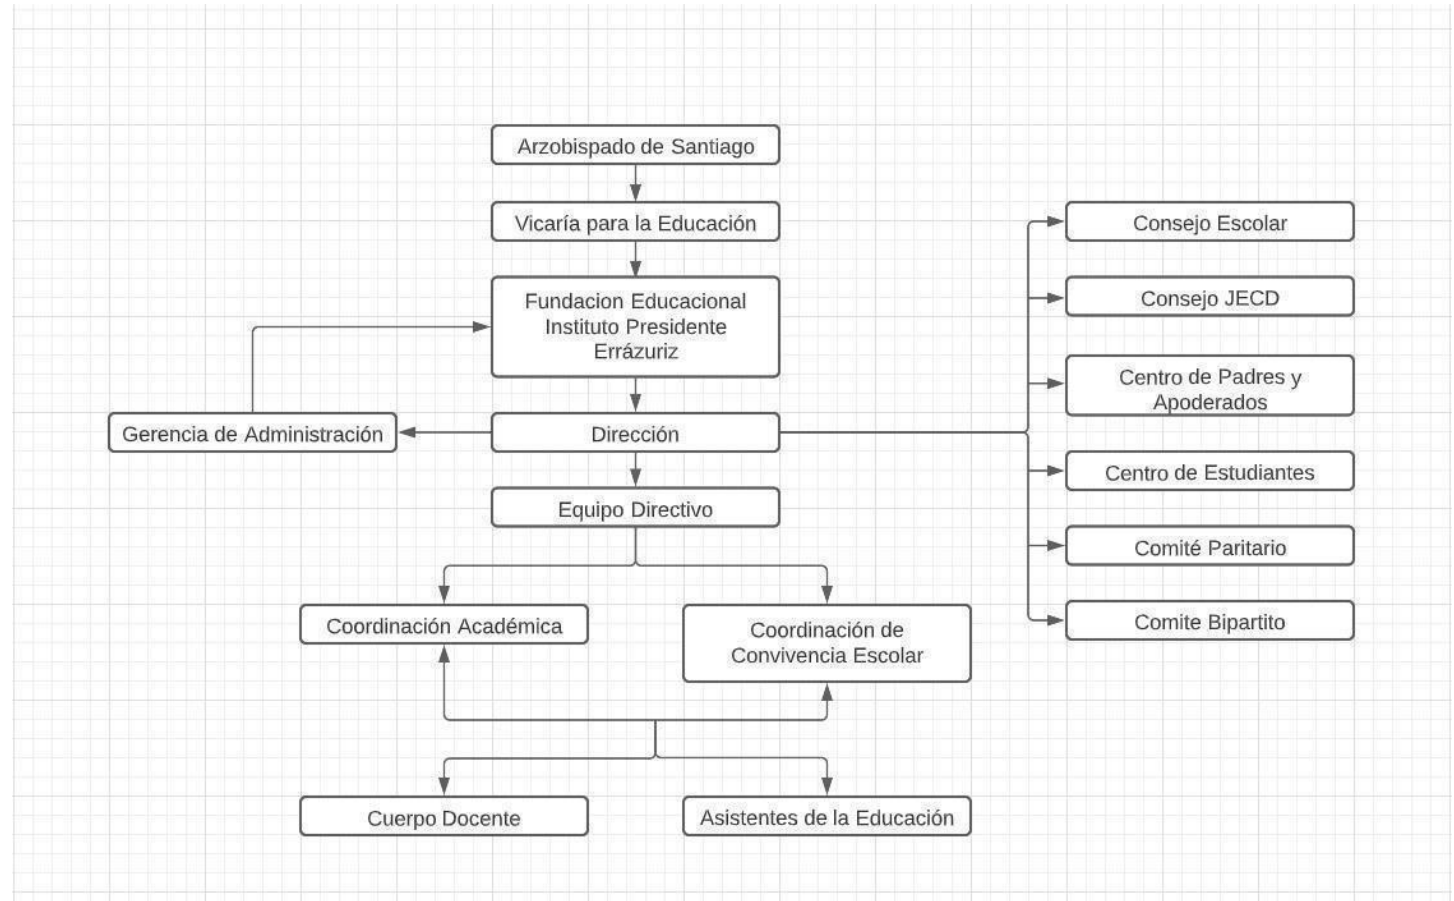 Arzobispado de Santiago
Vicaría para la Educación
Fundacion Educacional
Instituto Presidente
Errázuriz
Gerencia de Administración
Dirección
Equipo Directivo
Coordinación Académica
Coordinación de
Convivencia Escolar
Cuerpo Docente
Asistentes de la Educación
Consejo Escolar
Consejo JECD
Centro de Padres y
Apoderados
Centro de Estudiantes
Comité Paritario
Comite Bipartito